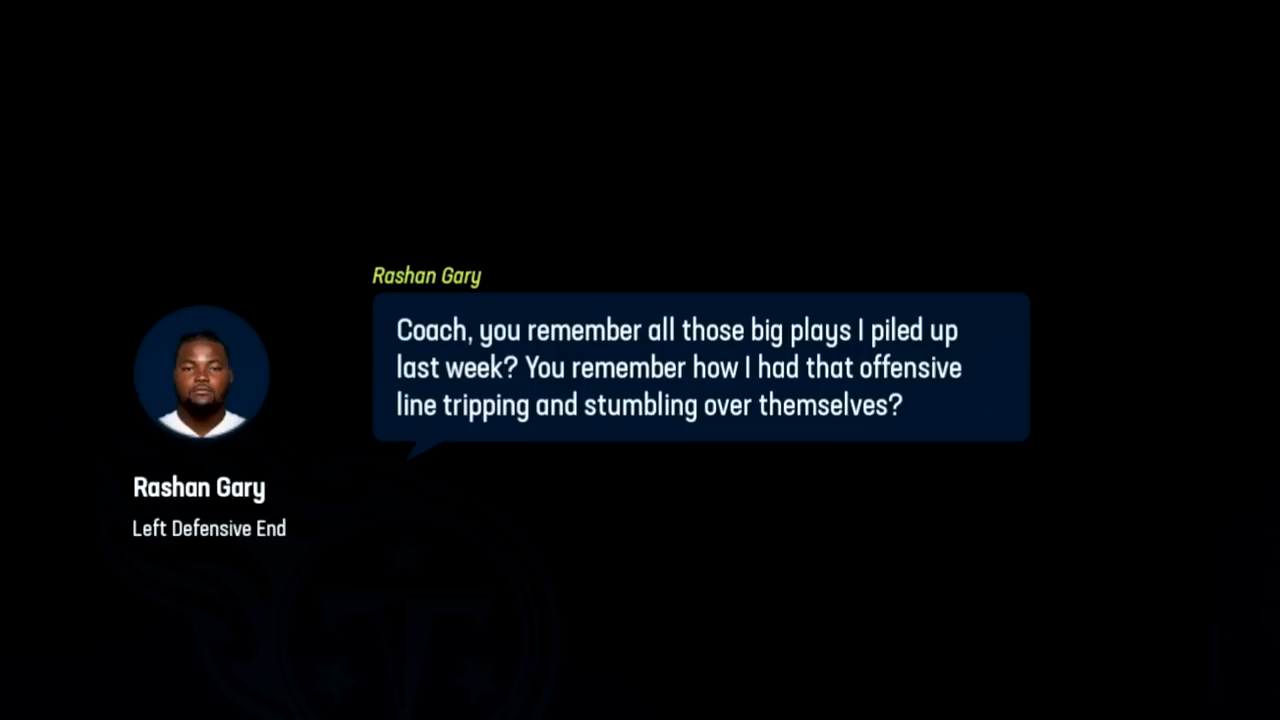 Rashan Gary
Coach, you remember all those big plays I piled up
last week? You remember how I had that offensive
line tripping and stumbling over themselves?
Rashan Gary
Left Defensive End